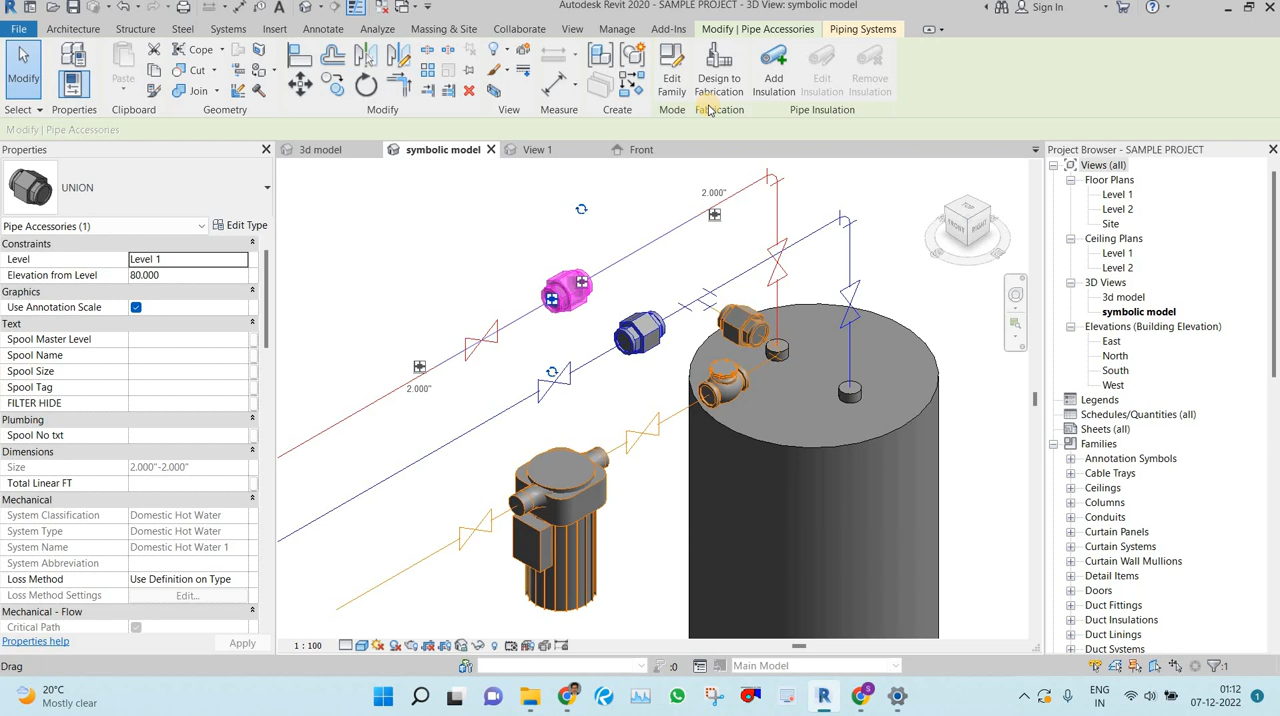 Autodesk Revit 2020 - SAMPLE PROJECT - 3D View: symbolic model
Sign In
File Architecture Structure Steel Systems Insert Annotate Analyze Massing & Site Collaborate View Manage Add-Ins Modify | Pipe Accessories Piping Systems
Modify Paste Cope Cut Join Edit Family Design to Fabrication Add Insulation Edit Insulation Remove Insulation
Select Properties Clipboard Geometry Modify View Measure Create Mode Fabrication Pipe Insulation
Modify | Pipe Accessories
Properties
UNION
Pipe Accessories (1) Edit Type
Constraints
Level Level 1
Elevation from Level 80.000
Graphics
Use Annotation Scale
Text
Spool Master Level
Spool Name
Spool Size
Spool Tag
FILTER HIDE
Plumbing
Spool No txt
Dimensions
Size 2.000"-2.000"
Total Linear FT
Mechanical
System Classification Domestic Hot Water
System Type Domestic Hot Water
System Name Domestic Hot Water 1
System Abbreviation
Loss Method Use Definition on Type
Loss Method Settings Edit...
Mechanical - Flow
Critical Path
Properties help Apply
3d model symbolic model View 1 Front
2.000"
2.000"
TOP
FRONT RIGHT
1 : 100
Project Browser - SAMPLE PROJECT
Views (all)
Floor Plans
Level 1
Level 2
Site
Ceiling Plans
Level 1
Level 2
3D Views
3d model
symbolic model
Elevations (Building Elevation)
East
North
South
West
Legends
Schedules/Quantities (all)
Sheets (all)
Families
Annotation Symbols
Cable Trays
Ceilings
Columns
Conduits
Curtain Panels
Curtain Systems
Curtain Wall Mullions
Detail Items
Doors
Duct Fittings
Duct Insulations
Duct Linings
Duct Systems
Drag :0 Main Model :1
20°C
Mostly clear
ENG
IN
01:12
07-12-2022